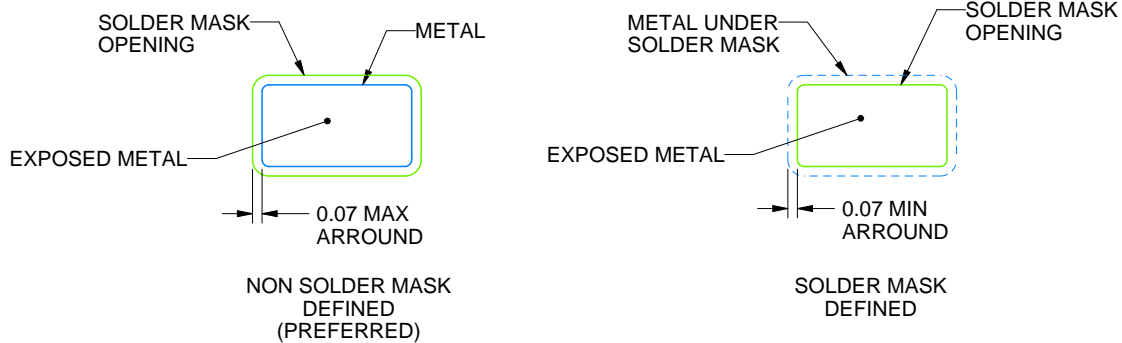 SOLDER MASK
OPENING
METAL
EXPOSED METAL
0.07 MAX
ARROUND
NON SOLDER MASK
DEFINED
(PREFERRED)
METAL UNDER
SOLDER MASK
SOLDER MASK
OPENING
EXPOSED METAL
0.07 MIN
ARROUND
SOLDER MASK
DEFINED